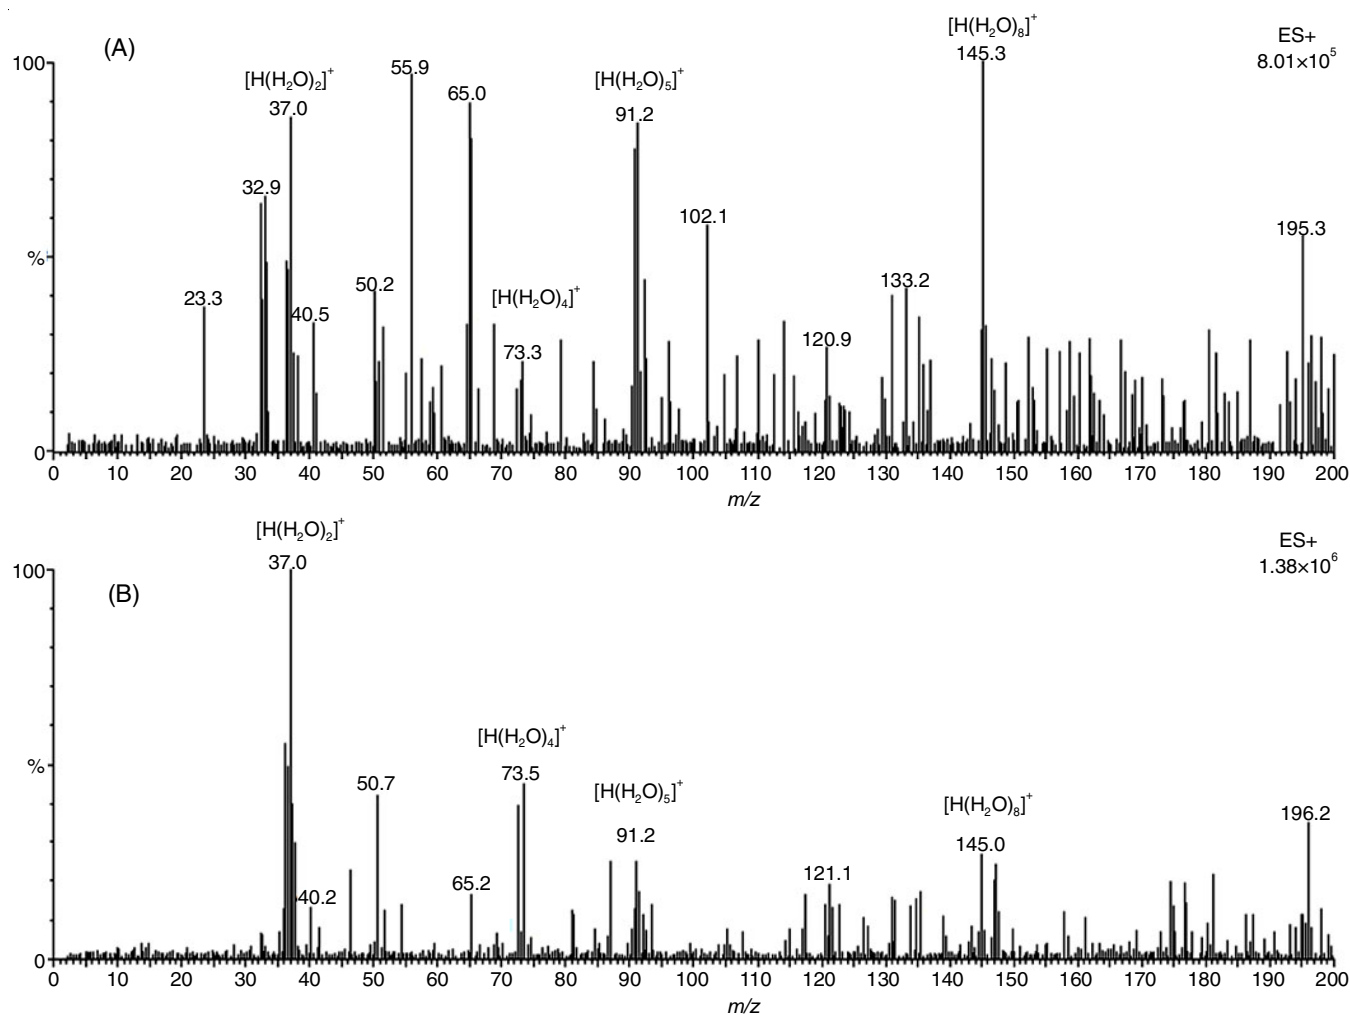 [H(H₂O)₈]⁺
(A)
ES+
8.01×10⁵
100
[H(H₂O)₂]⁺
55.9
[H(H₂O)₅]⁺
145.3
37.0
65.0
91.2
32.9
102.1
195.3
%
23.3
50.2
[H(H₂O)₄]⁺
133.2
40.5
73.3
120.9
0
0 10 20 30 40 50 60 70 80 90 100 110 120 130 140 150 160 170 180 190 200
m/z
[H(H₂O)₂]⁺
ES+
1.38×10⁶
100
37.0
(B)
[H(H₂O)₄]⁺
%
50.7
73.5
[H(H₂O)₅]⁺
[H(H₂O)₈]⁺
91.2
145.0
196.2
40.2
65.2
121.1
0
0 10 20 30 40 50 60 70 80 90 100 110 120 130 140 150 160 170 180 190 200
m/z